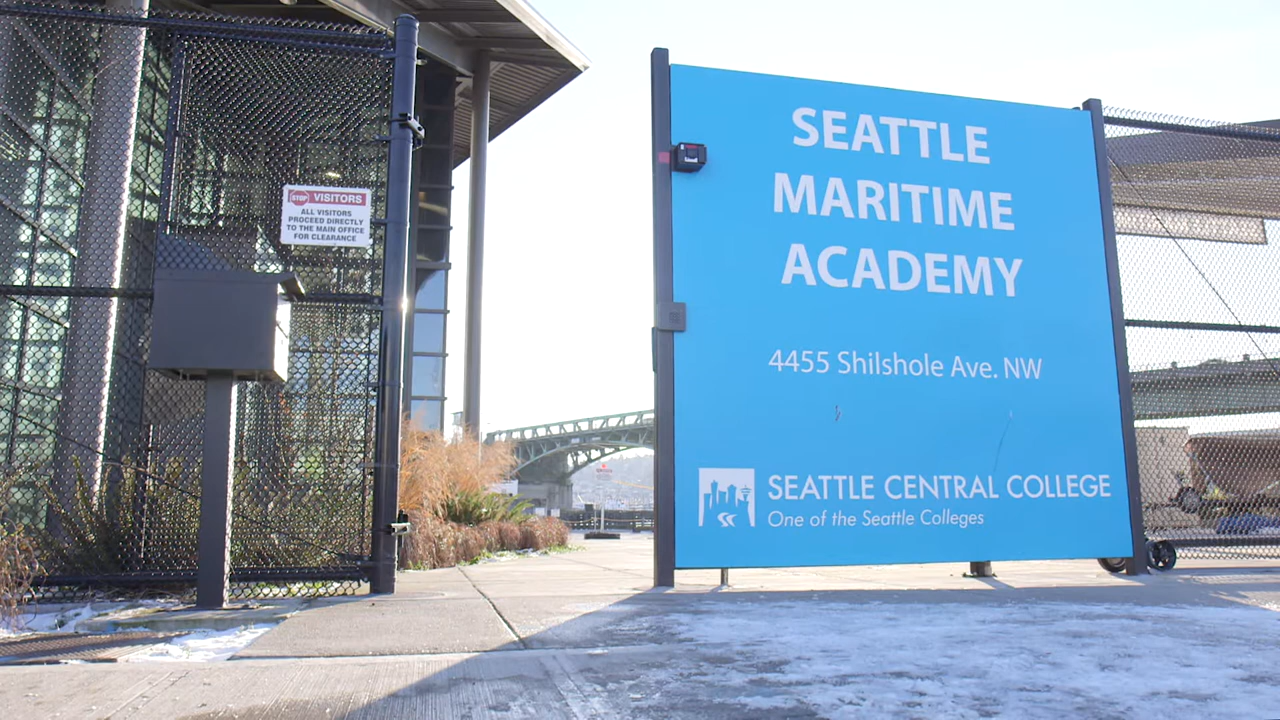 STOP VISITORS
ALL VISITORS
PROCEED DIRECTLY
TO THE MAIN OFFICE
FOR CLEARANCE
SEATTLE
MARITIME
ACADEMY
4455 Shilshole Ave. NW
SEATTLE CENTRAL COLLEGE
One of the Seattle Colleges